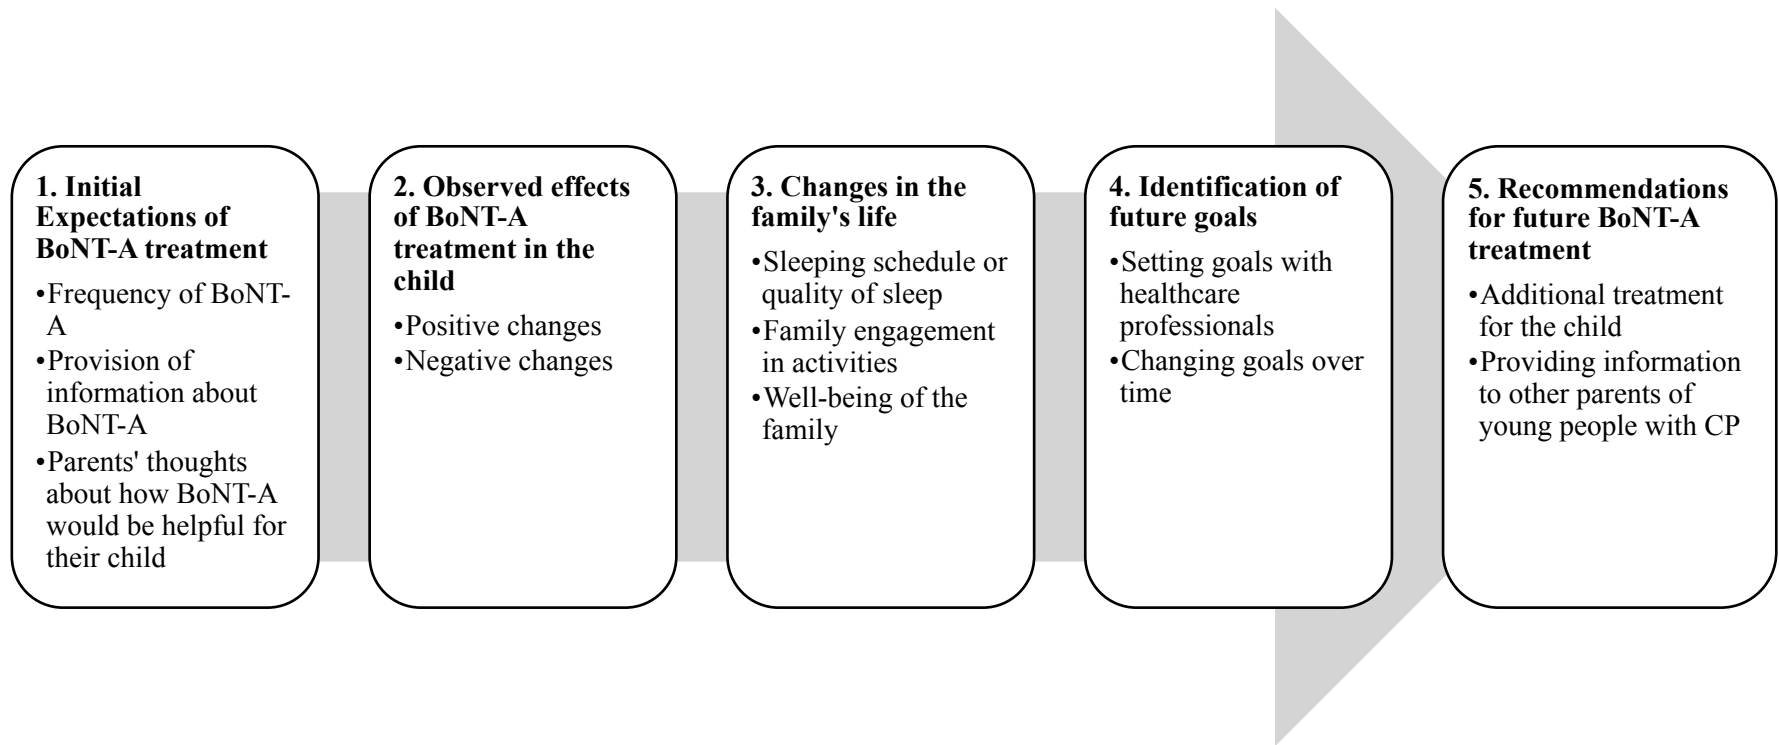 1. Initial
Expectations of
BoNT-A treatment
•Frequency of BoNT-
A
•Provision of
information about
BoNT-A
•Parents' thoughts
about how BoNT-A
would be helpful for
their child
2. Observed effects
of BoNT-A
treatment in the
child
•Positive changes
•Negative changes
3. Changes in the
family's life
•Sleeping schedule or
quality of sleep
•Family engagement
in activities
•Well-being of the
family
4. Identification of
future goals
•Setting goals with
healthcare
professionals
•Changing goals over
time
5. Recommendations
for future BoNT-A
treatment
•Additional treatment
for the child
•Providing information
to other parents of
young people with CP